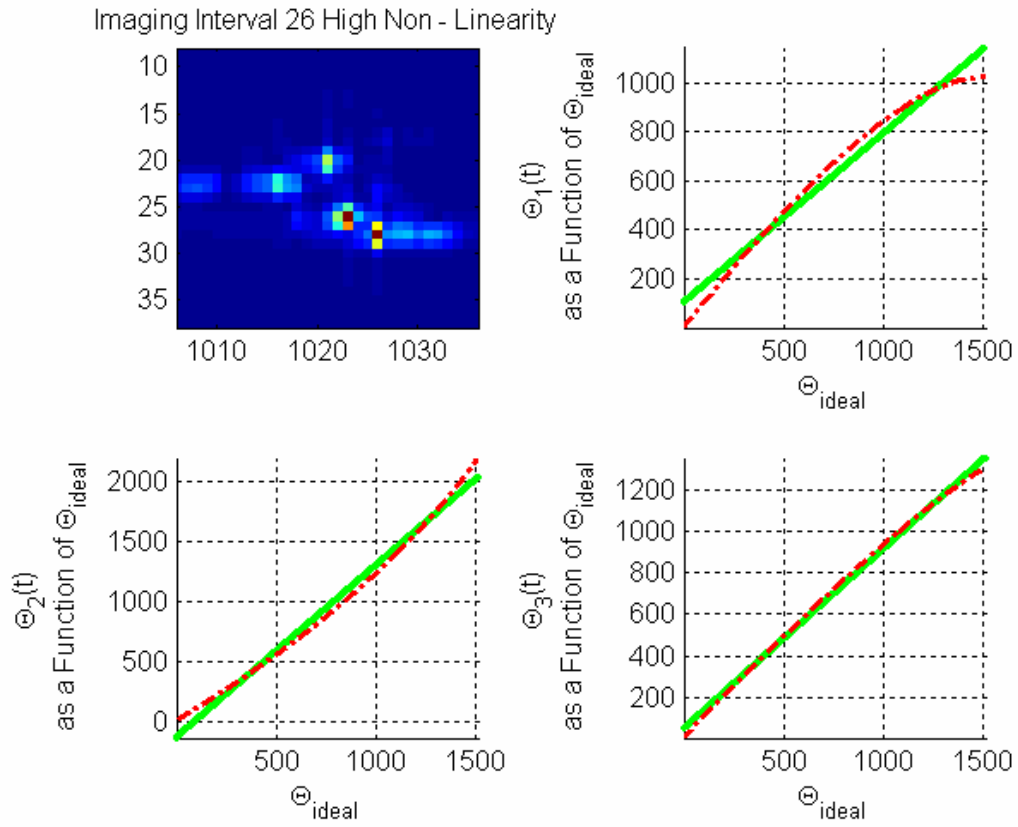 Imaging Interval 26 High Non - Linearity
10
15
20
25
30
35
1010 1020 1030
Θ1(t)
as a Function of Θideal
1000
800
600
400
200
500 1000 1500
Θideal
Θ2(t)
as a Function of Θideal
2000
1500
1000
500
0
500 1000 1500
Θideal
Θ3(t)
as a Function of Θideal
1200
1000
800
600
400
200
500 1000 1500
Θideal